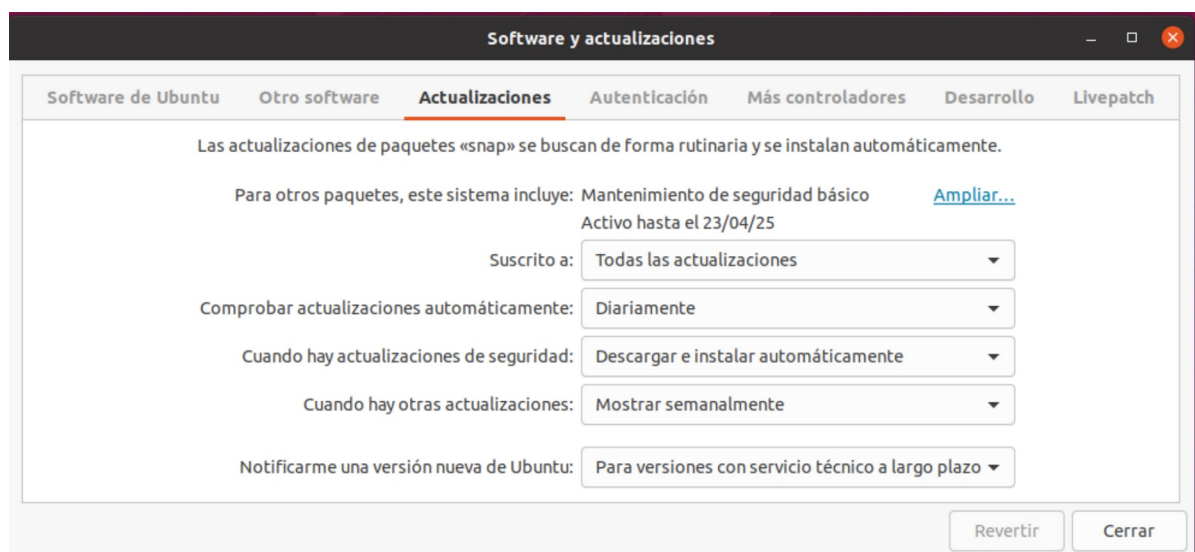 Software y actualizaciones
Software de Ubuntu Otro software Actualizaciones Autenticación Más controladores Desarrollo Livepatch
Las actualizaciones de paquetes «snap» se buscan de forma rutinaria y se instalan automáticamente.
Para otros paquetes, este sistema incluye: Mantenimiento de seguridad básico Ampliar...
Activo hasta el 23/04/25
Suscrito a: Todas las actualizaciones
Comprobar actualizaciones automáticamente: Diariamente
Cuando hay actualizaciones de seguridad: Descargar e instalar automáticamente
Cuando hay otras actualizaciones: Mostrar semanalmente
Notificarme una versión nueva de Ubuntu: Para versiones con servicio técnico a largo plazo
Revertir Cerrar